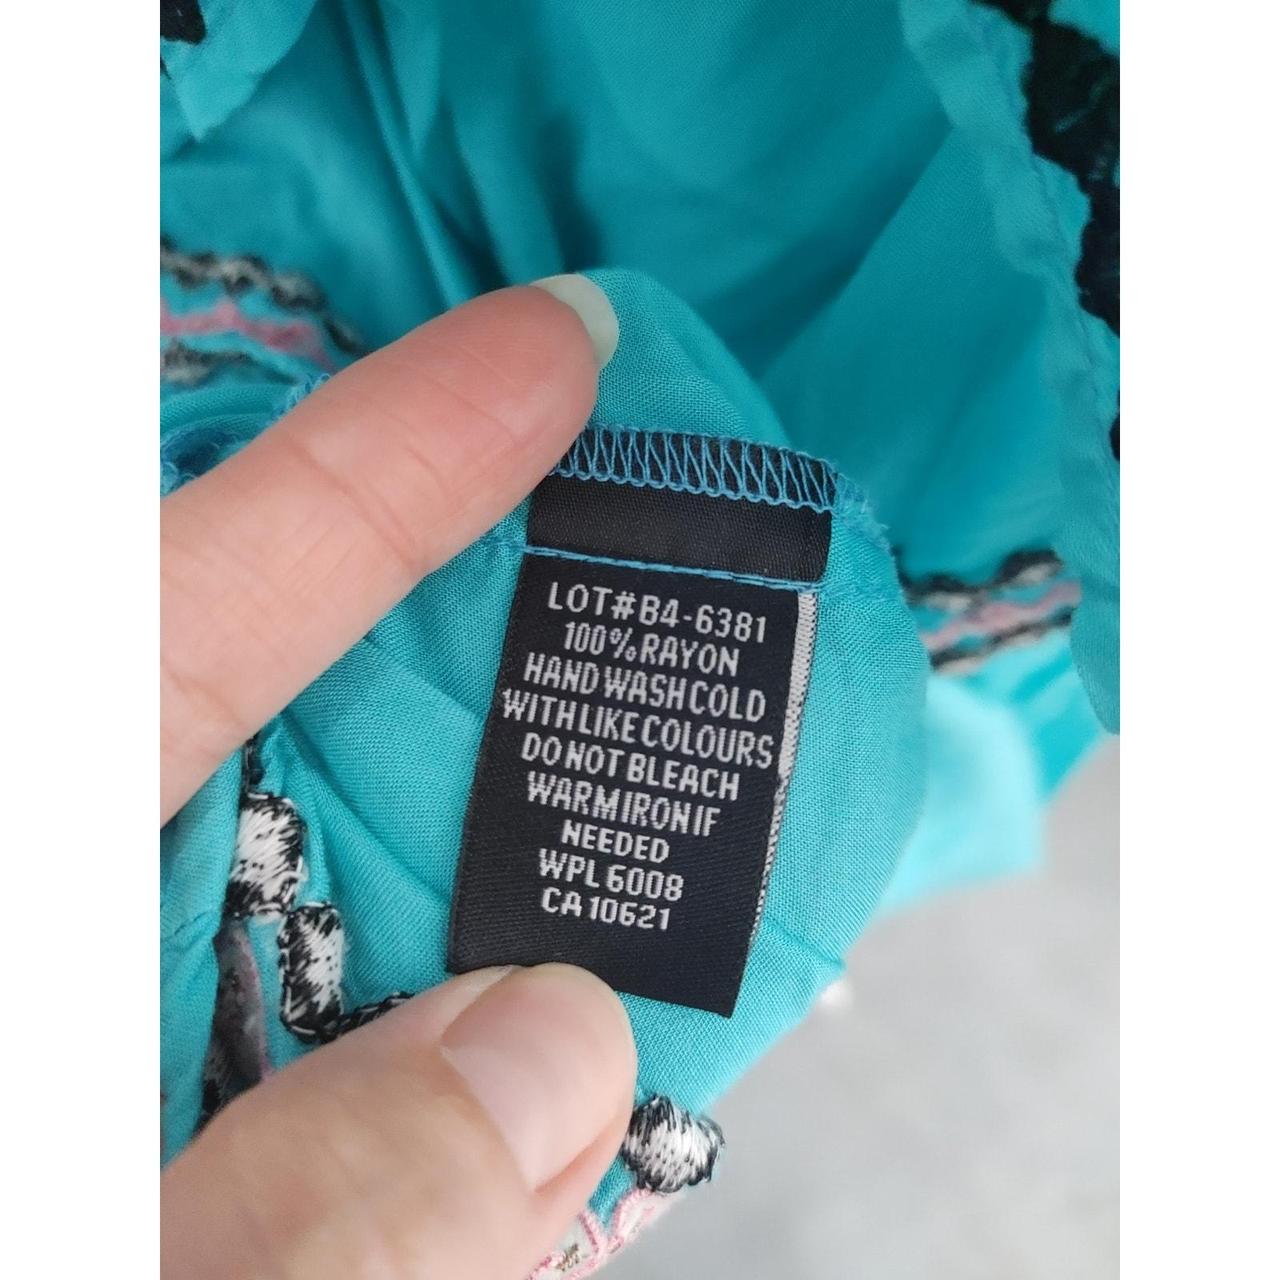 LOT#B4-6381
100% RAYON
HAND WASH COLD
WITH LIKE COLOURS
DO NOT BLEACH
WARM IRON IF
NEEDED
WPL 6008
CA 10621